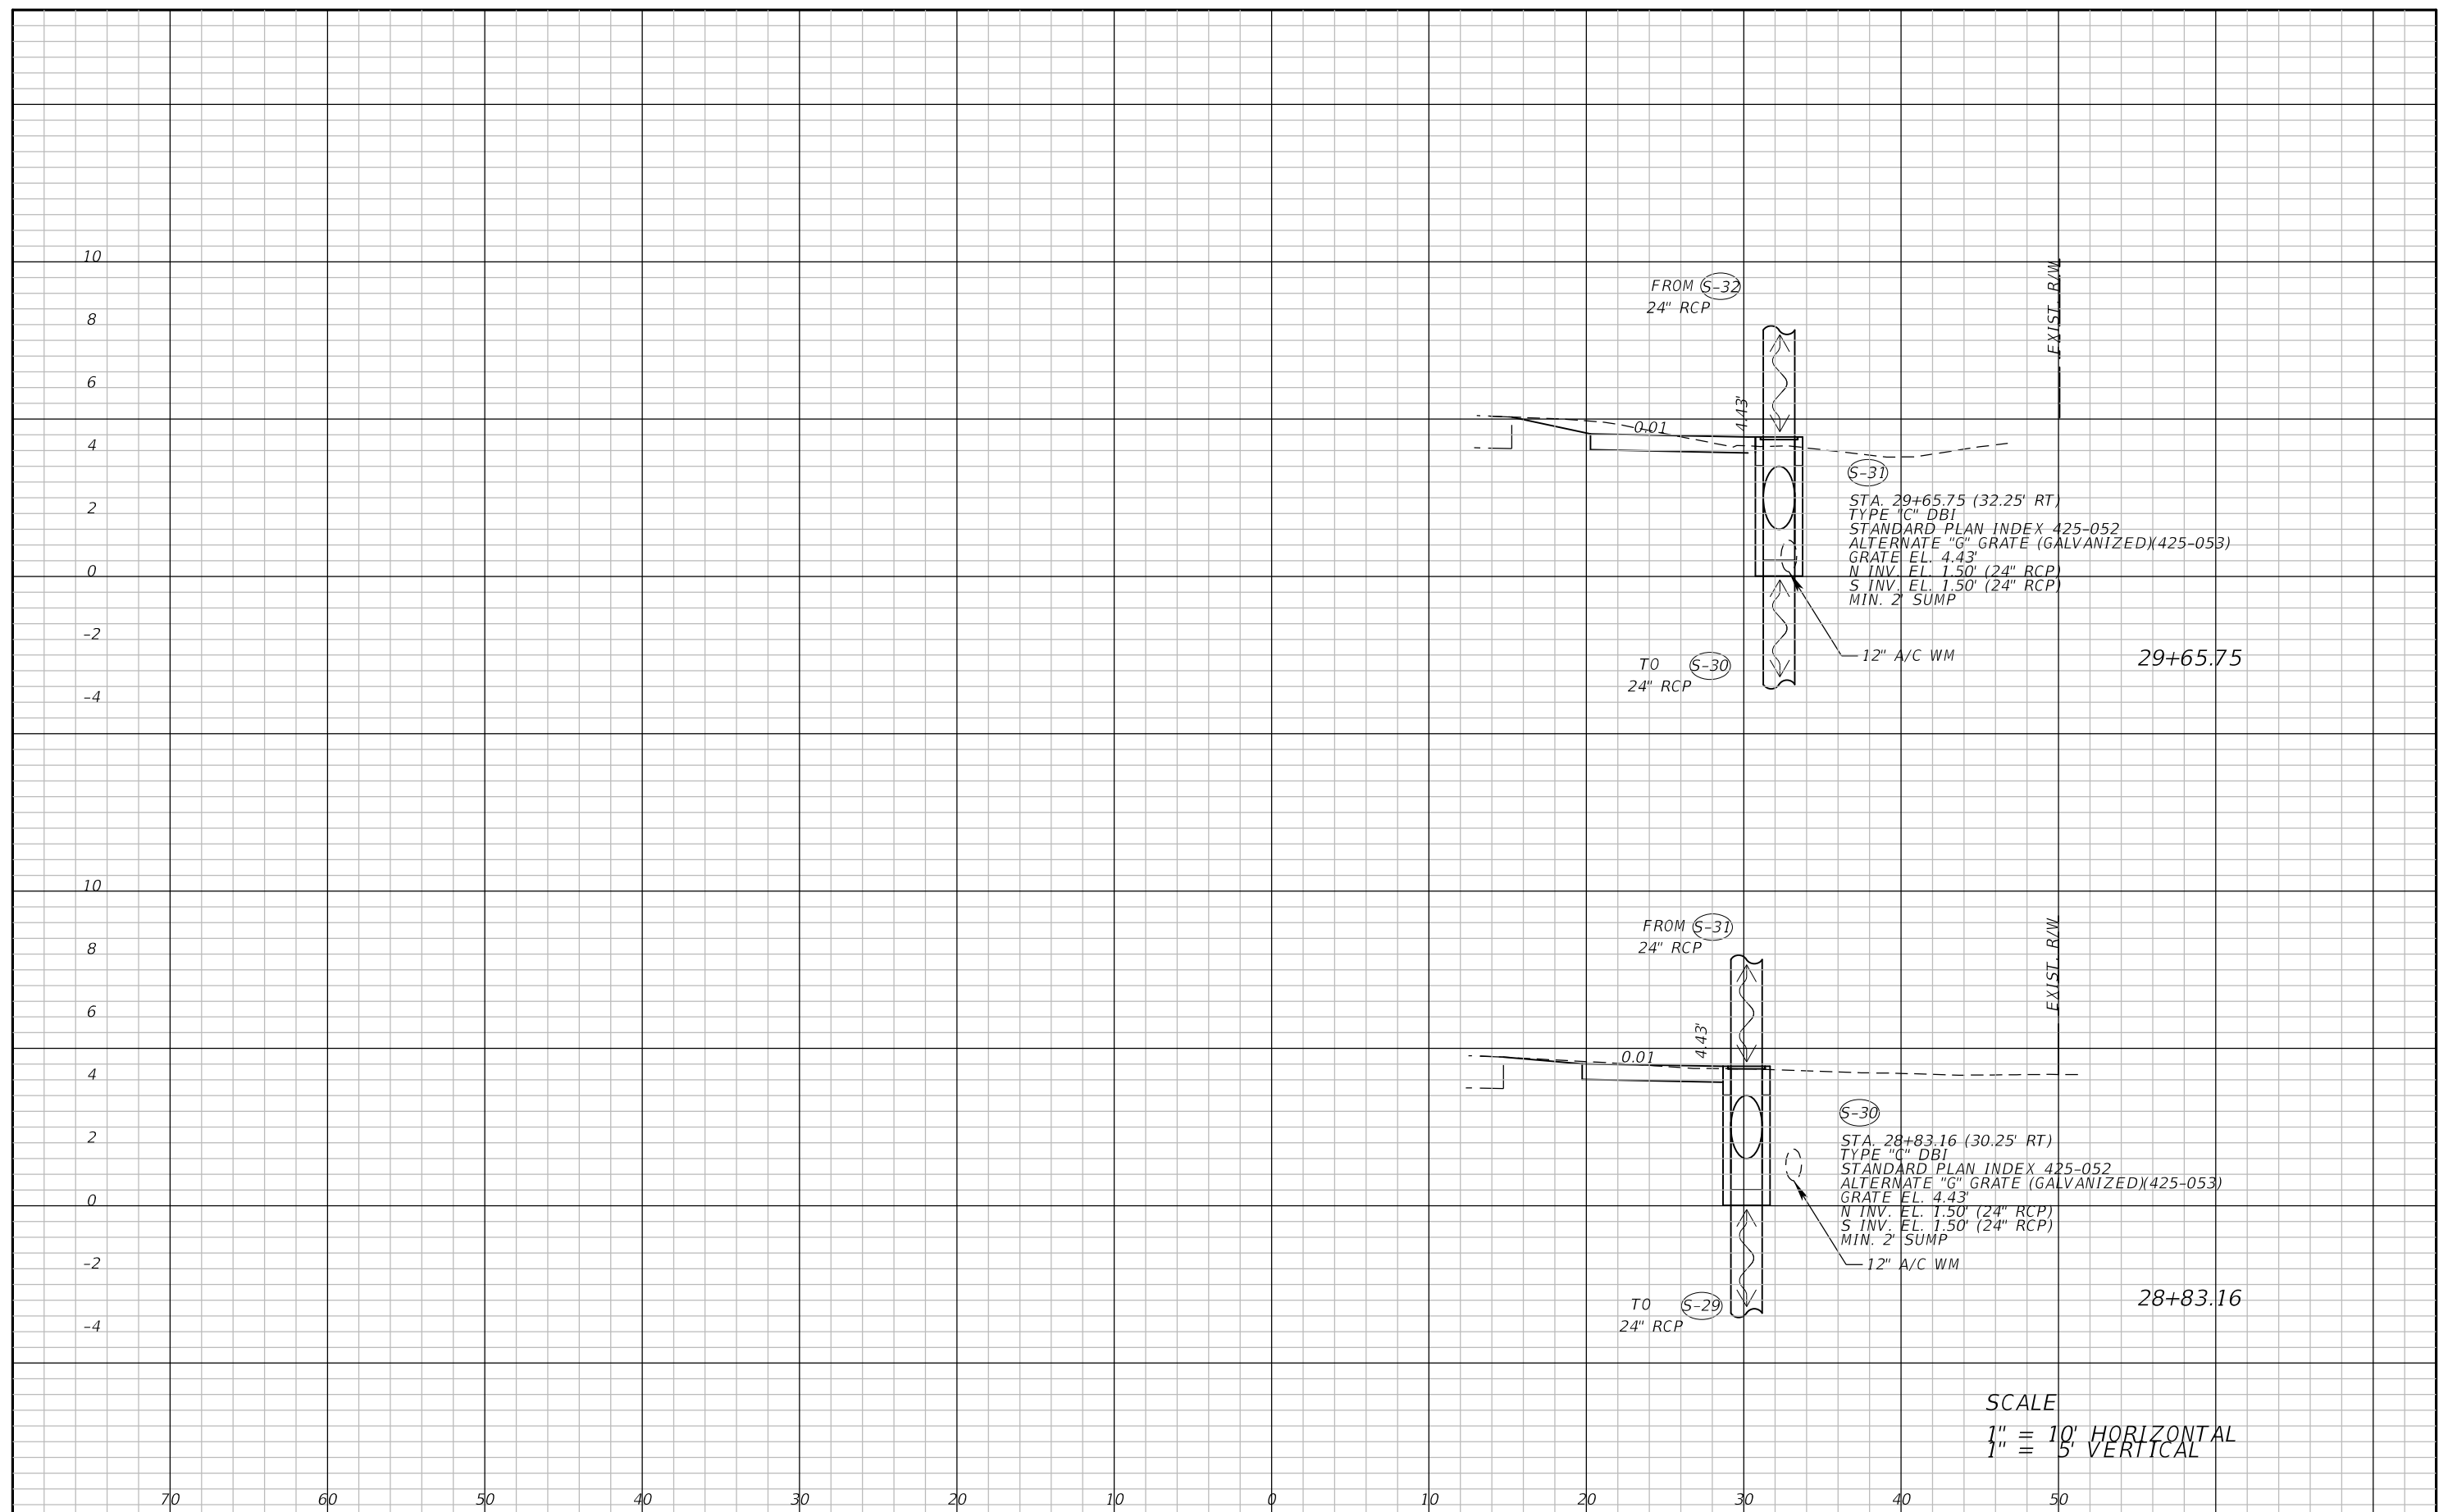 10
8
6
4
2
0
-2
-4
FROM S-32
24" RCP
EXIST. R/W
4.43'
0.01
S-31
STA. 29+65.75 (32.25' RT)
TYPE "C" DBI
STANDARD PLAN INDEX 425-052
ALTERNATE "G" GRATE (GALVANIZED)(425-053)
GRATE EL. 4.43'
N INV. EL. 1.50' (24" RCP)
S INV. EL. 1.50' (24" RCP)
MIN. 2' SUMP
12" A/C WM
TO S-30
24" RCP
29+65.75
10
8
6
4
2
0
-2
-4
FROM S-31
24" RCP
EXIST. R/W
4.43'
0.01
S-30
STA. 28+83.16 (30.25' RT)
TYPE "C" DBI
STANDARD PLAN INDEX 425-052
ALTERNATE "G" GRATE (GALVANIZED)(425-053)
GRATE EL. 4.43'
N INV. EL. 1.50' (24" RCP)
S INV. EL. 1.50' (24" RCP)
MIN. 2' SUMP
12" A/C WM
TO S-29
24" RCP
28+83.16
SCALE
1" = 10' HORIZONTAL
1" = 5' VERTICAL
70 60 50 40 30 20 10 0 10 20 30 40 50